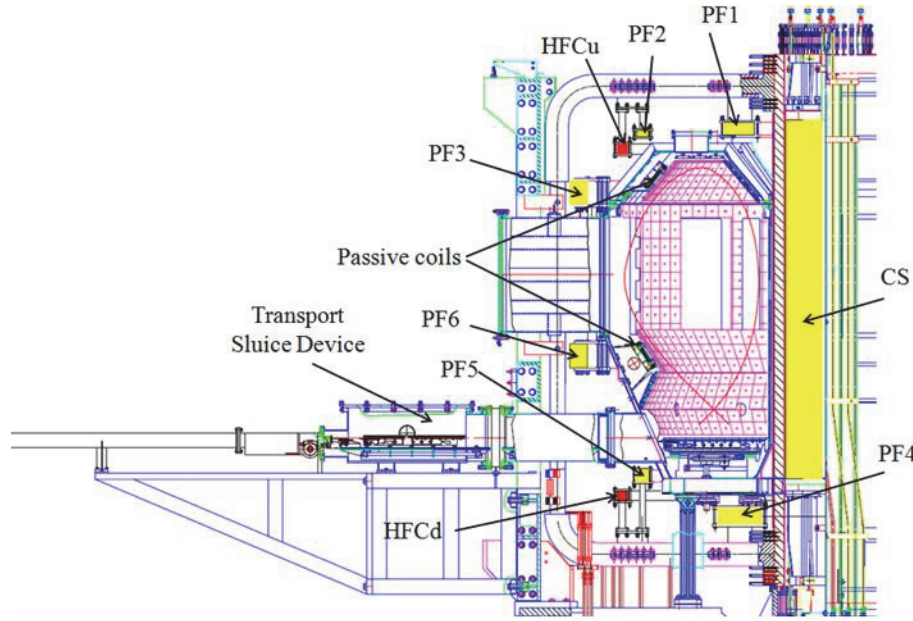 PF1
PF2
HFCu
PF3
Passive coils
CS
Transport
Sluice Device
PF6
PF5
PF4
HFCd